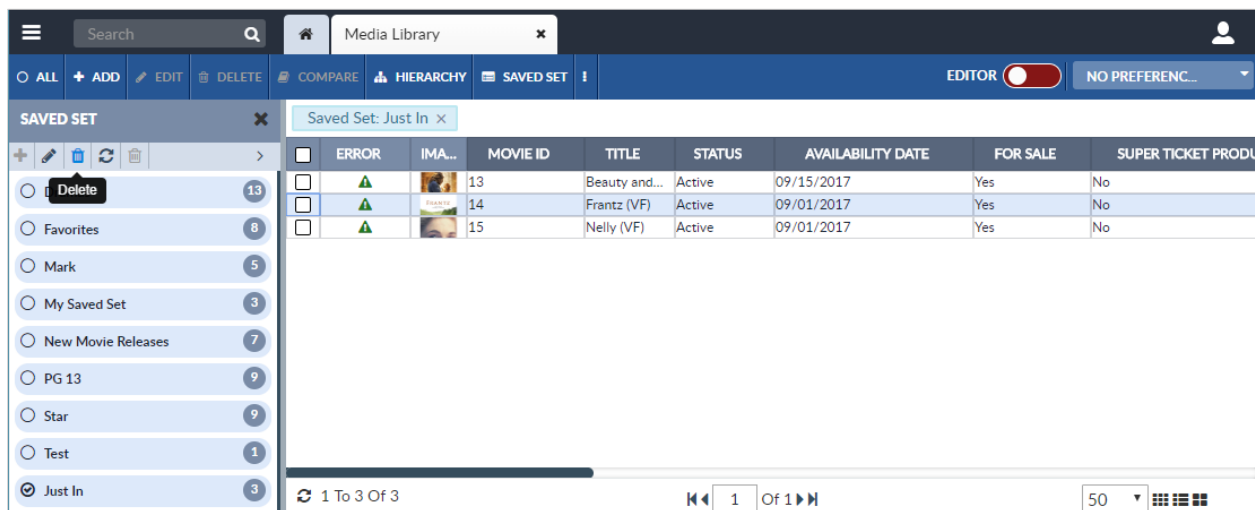 Search
Media Library
ALL ADD EDIT DELETE COMPARE HIERARCHY SAVED SET EDITOR NO PREFERENC...
SAVED SET
Saved Set: Just In
ERROR IMA... MOVIE ID TITLE STATUS AVAILABILITY DATE FOR SALE SUPER TICKET PRODU
13 Beauty and... Active 09/15/2017 Yes No
FRANTZ 14 Frantz (VF) Active 09/01/2017 Yes No
15 Nelly (VF) Active 09/01/2017 Yes No
Delete
13
Favorites 8
Mark 5
My Saved Set 3
New Movie Releases 7
PG 13 9
Star 9
Test 1
Just In 3
1 To 3 Of 3
1 Of 1
50